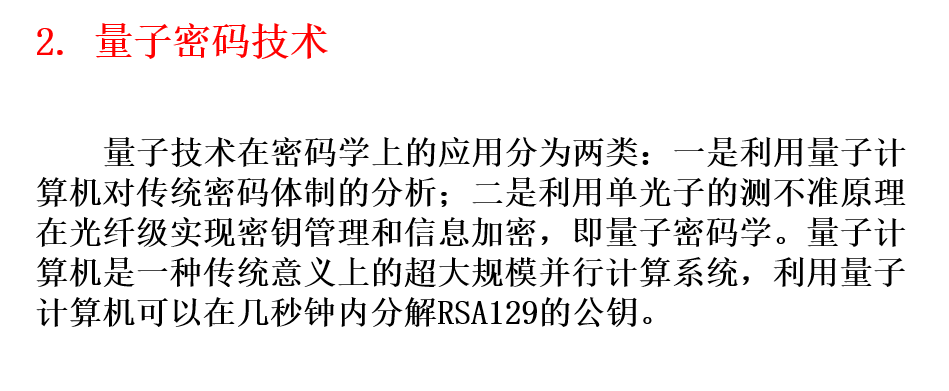 2. 量子密码技术
量子技术在密码学上的应用分为两类：一是利用量子计
算机对传统密码体制的分析；二是利用单光子的测不准原理
在光纤级实现密钥管理和信息加密，即量子密码学。量子计
算机是一种传统意义上的超大规模并行计算系统，利用量子
计算机可以在几秒钟内分解RSA129的公钥。